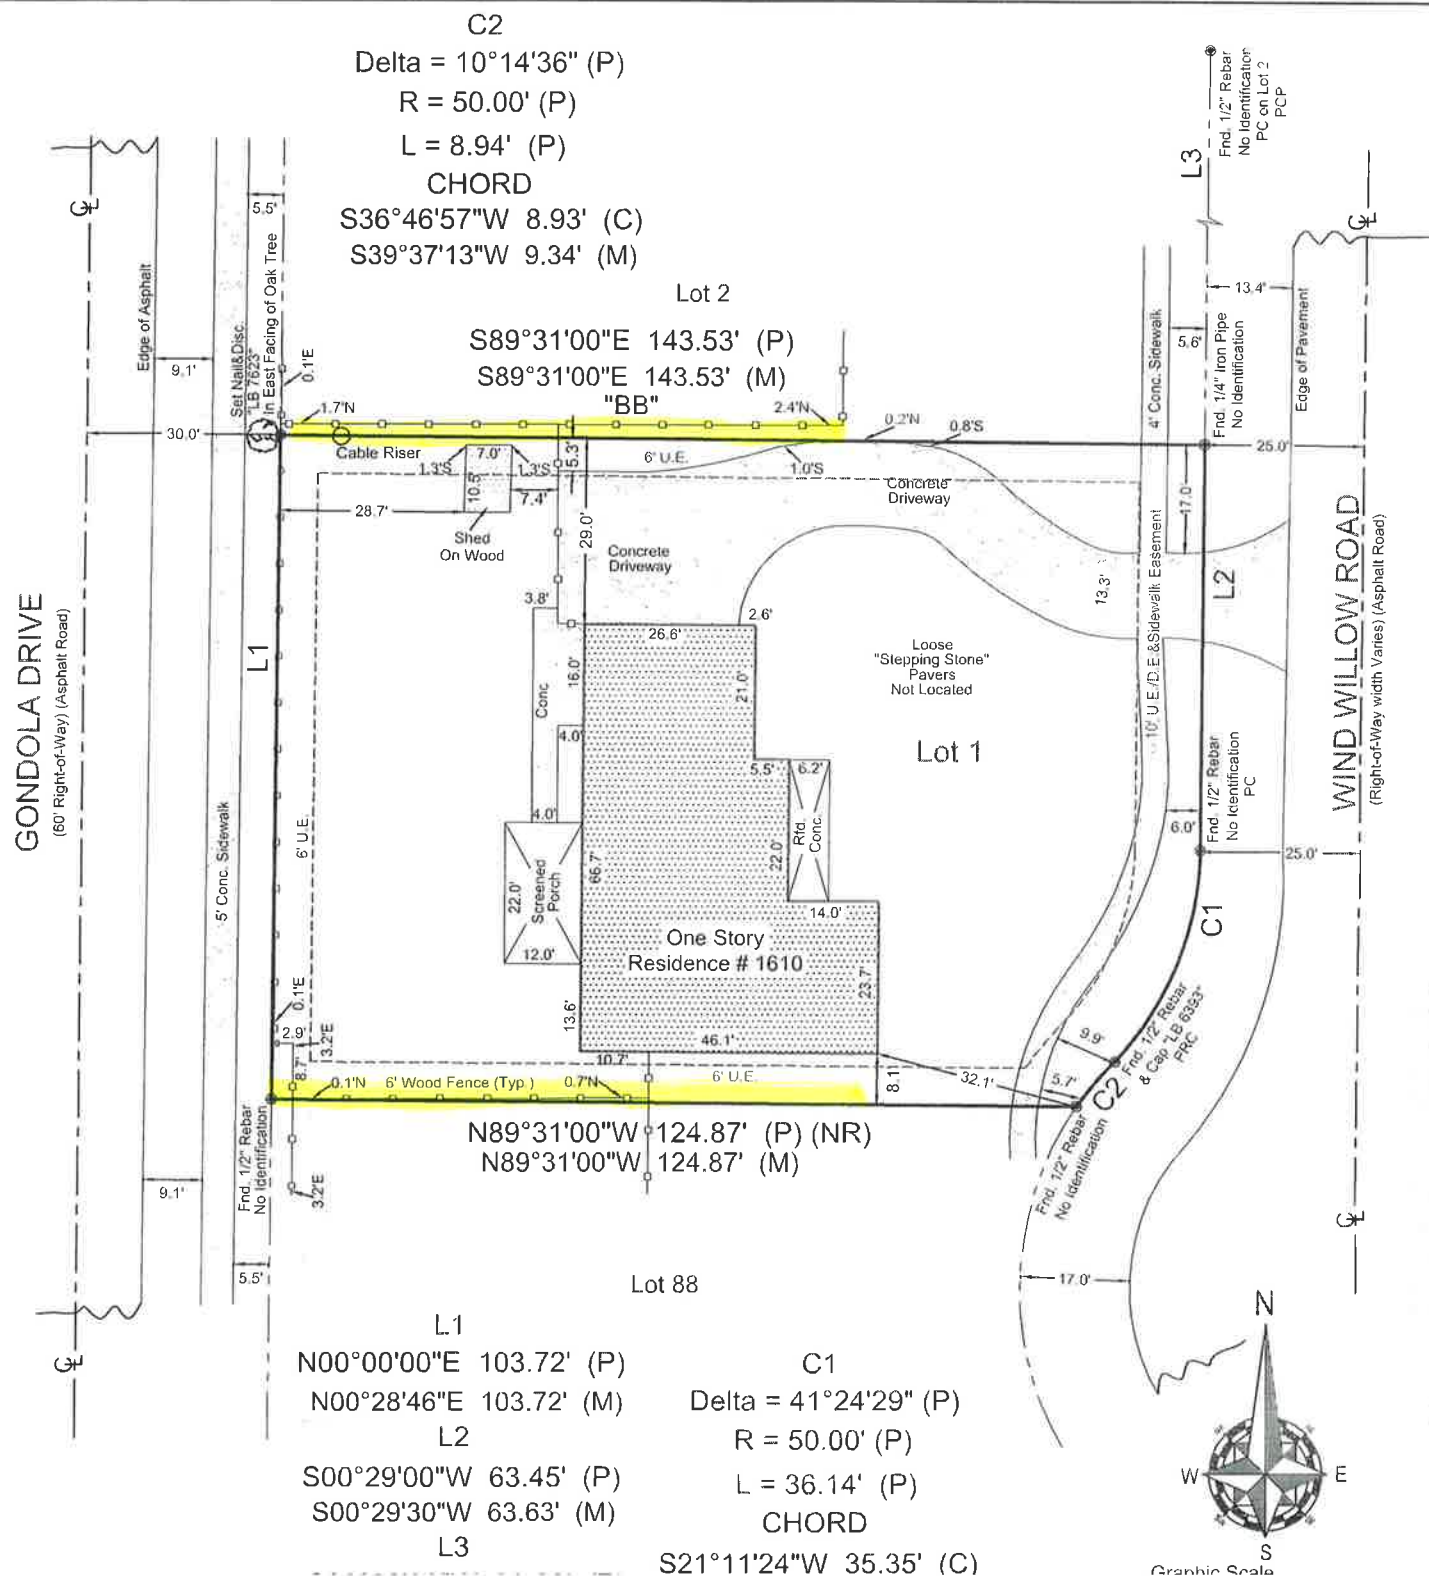 C2
Delta = 10°14'36" (P)
R = 50.00' (P)
L = 8.94' (P)
CHORD
S36°46'57"W 8.93' (C)
S39°37'13"W 9.34' (M)
Fnd. 1/2" Rebar
No Identification
PC on Lot 2
PCP
L3
℄
℄
5.5'
Edge of Asphalt
9.1'
Set Nail&Disc.
"LB 7623"
in East Facing of Oak Tree
0.1'E
30.0'
Lot 2
S89°31'00"E 143.53' (P)
S89°31'00"E 143.53' (M)
"BB"
1.7'N
2.4'N
0.2'N
0.8'S
13.4'
5.6'
4' Conc. Sidewalk
Fnd. 1/4" Iron Pipe
No Identification
Edge of Pavement
25.0'
Cable Riser
1.3'S
7.0'
1.3'S
10.5'
7.4'
5.3'
6' U.E.
1.0'S
Concrete
Driveway
17.0'
28.7'
Shed
On Wood
29.0'
Concrete
Driveway
13.3'
10' U.E./D.E.&Sidewalk Easement
L2
WIND WILLOW ROAD
(Right-of-Way width Varies) (Asphalt Road)
GONDOLA DRIVE
(60' Right-of-Way) (Asphalt Road)
L1
3.8'
26.6'
2.6'
16.0'
21.0'
Conc
4.0'
Loose
"Stepping Stone"
Pavers
Not Located
Lot 1
5.5'
6.2'
4.0'
Rfd.
Conc.
22.0'
6' U.E.
5' Conc. Sidewalk
22.0'
Screened
Porch
66.7'
12.0'
14.0'
One Story
Residence # 1610
23.7'
13.6'
46.1'
6.0'
Fnd. 1/2" Rebar
No Identification
PC
25.0'
C1
0.1'E
2.9'
3.2'E
8.7'
0.1'N
6' Wood Fence (Typ.)
0.7'N
10.7'
6' U.E.
8.1'
32.1'
9.9'
5.7'
C2
Fnd. 1/2" Rebar
& Cap "LB 6393"
PRC
Fnd. 1/2" Rebar
No Identification
N89°31'00"W 124.87' (P) (NR)
N89°31'00"W 124.87' (M)
Fnd. 1/2" Rebar
No Identification
9.1'
3.2'E
5.5'
℄
℄
17.0'
Lot 88
L1
N00°00'00"E 103.72' (P)
N00°28'46"E 103.72' (M)
L2
S00°29'00"W 63.45' (P)
S00°29'30"W 63.63' (M)
L3
C1
Delta = 41°24'29" (P)
R = 50.00' (P)
L = 36.14' (P)
CHORD
S21°11'24"W 35.35' (C)
N
W
E
S
Graphic Scale